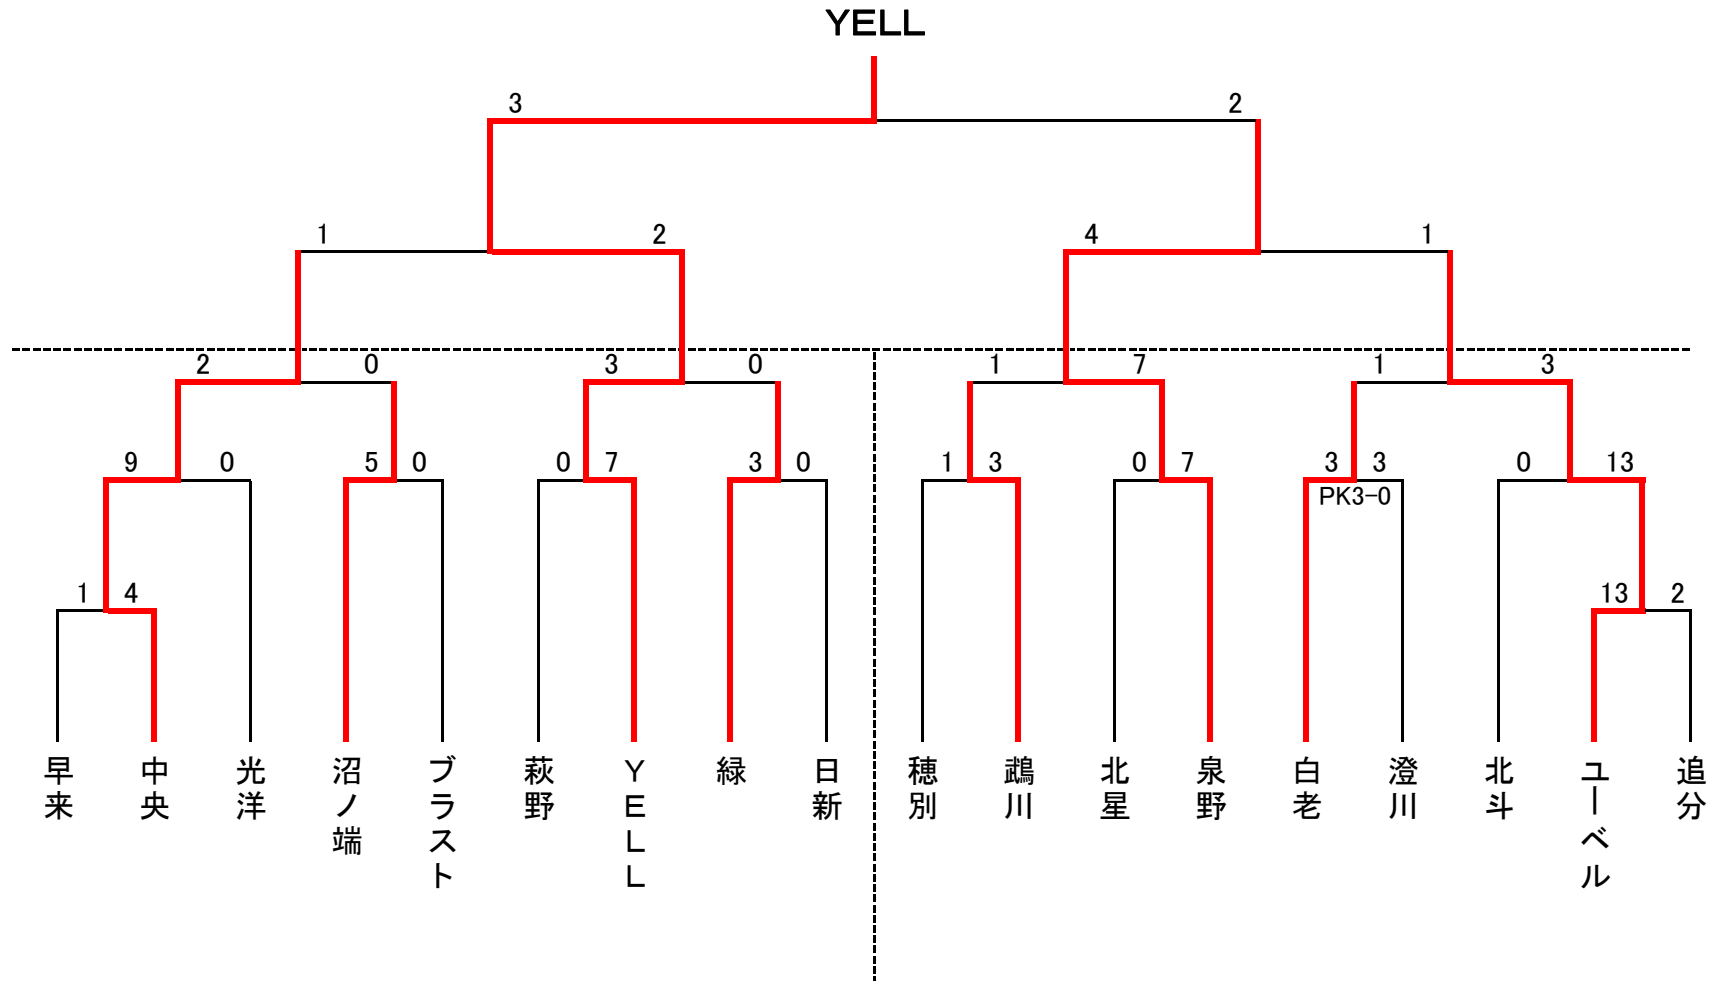 YELL
3 2
1 2 4 1
2 0 3 0 1 7 1 3
9 0 5 0 0 7 3 0 1 3 0 7 3 3 0 13
PK3-0
1 4 13 2
早来
中央
光洋
沼ノ端
ブラスト
萩野
ＹＥＬＬ
緑
日新
穂別
鵡川
北星
泉野
白老
澄川
北斗
ユーベル
追分